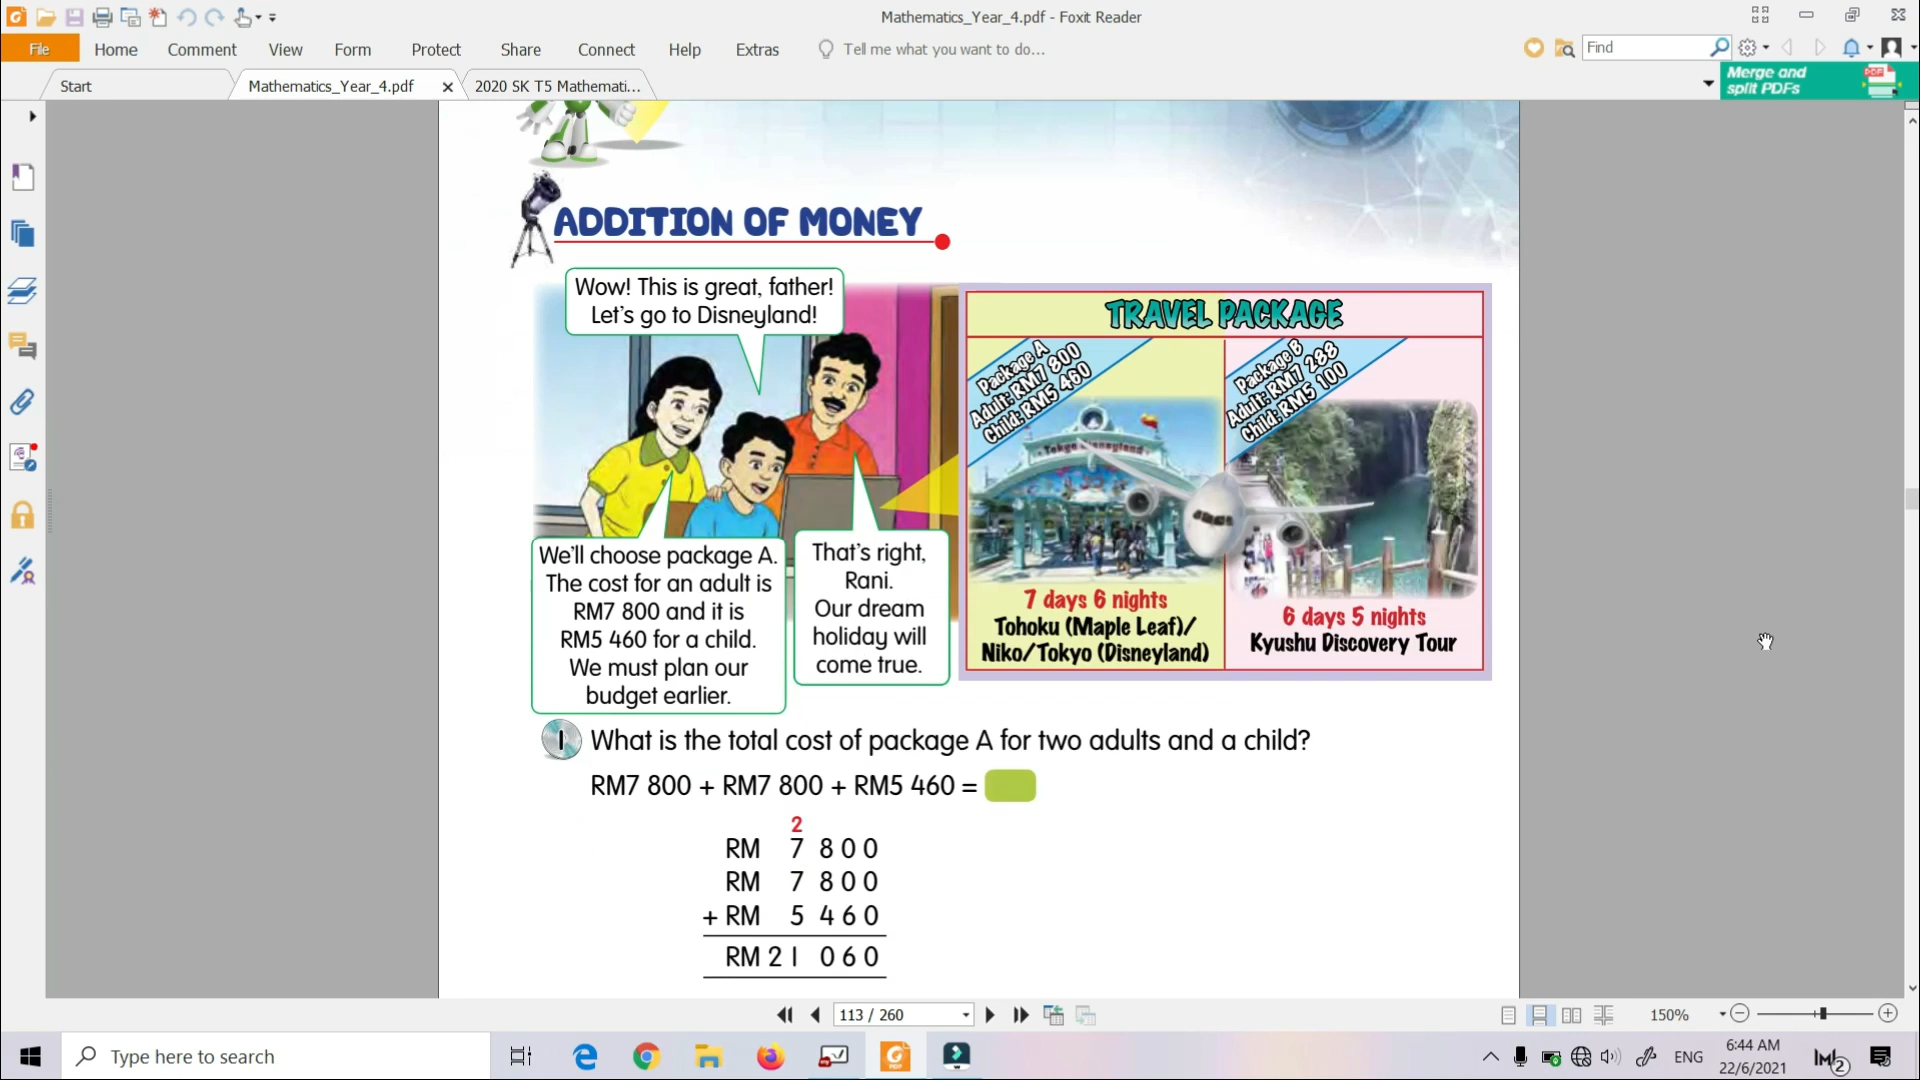 Mathematics_Year_4.pdf - Foxit Reader
File Home Comment View Form Protect Share Connect Help Extras Tell me what you want to do... Find
Start Mathematics_Year_4.pdf 2020 SK T5 Mathemati...
Merge and
split PDFs
ADDITION OF MONEY
Wow! This is great, father!
Let's go to Disneyland!
We'll choose package A.
The cost for an adult is
RM7 800 and it is
RM5 460 for a child.
We must plan our
budget earlier.
That's right,
Rani.
Our dream
holiday will
come true.
TRAVEL PACKAGE
Package A
Adult: RM7 800
Child: RM5 460
Tokyo Disneyland
7 days 6 nights
Tohoku (Maple Leaf)/
Niko/Tokyo (Disneyland)
Package B
Adult: RM7 288
Child: RM5 100
6 days 5 nights
Kyushu Discovery Tour
1 What is the total cost of package A for two adults and a child?
RM7 800 + RM7 800 + RM5 460 =
2
RM 7 800
RM 7 800
+ RM 5 460
RM 21 060
113 / 260
150%
Type here to search
ENG
6:44 AM
22/6/2021
2